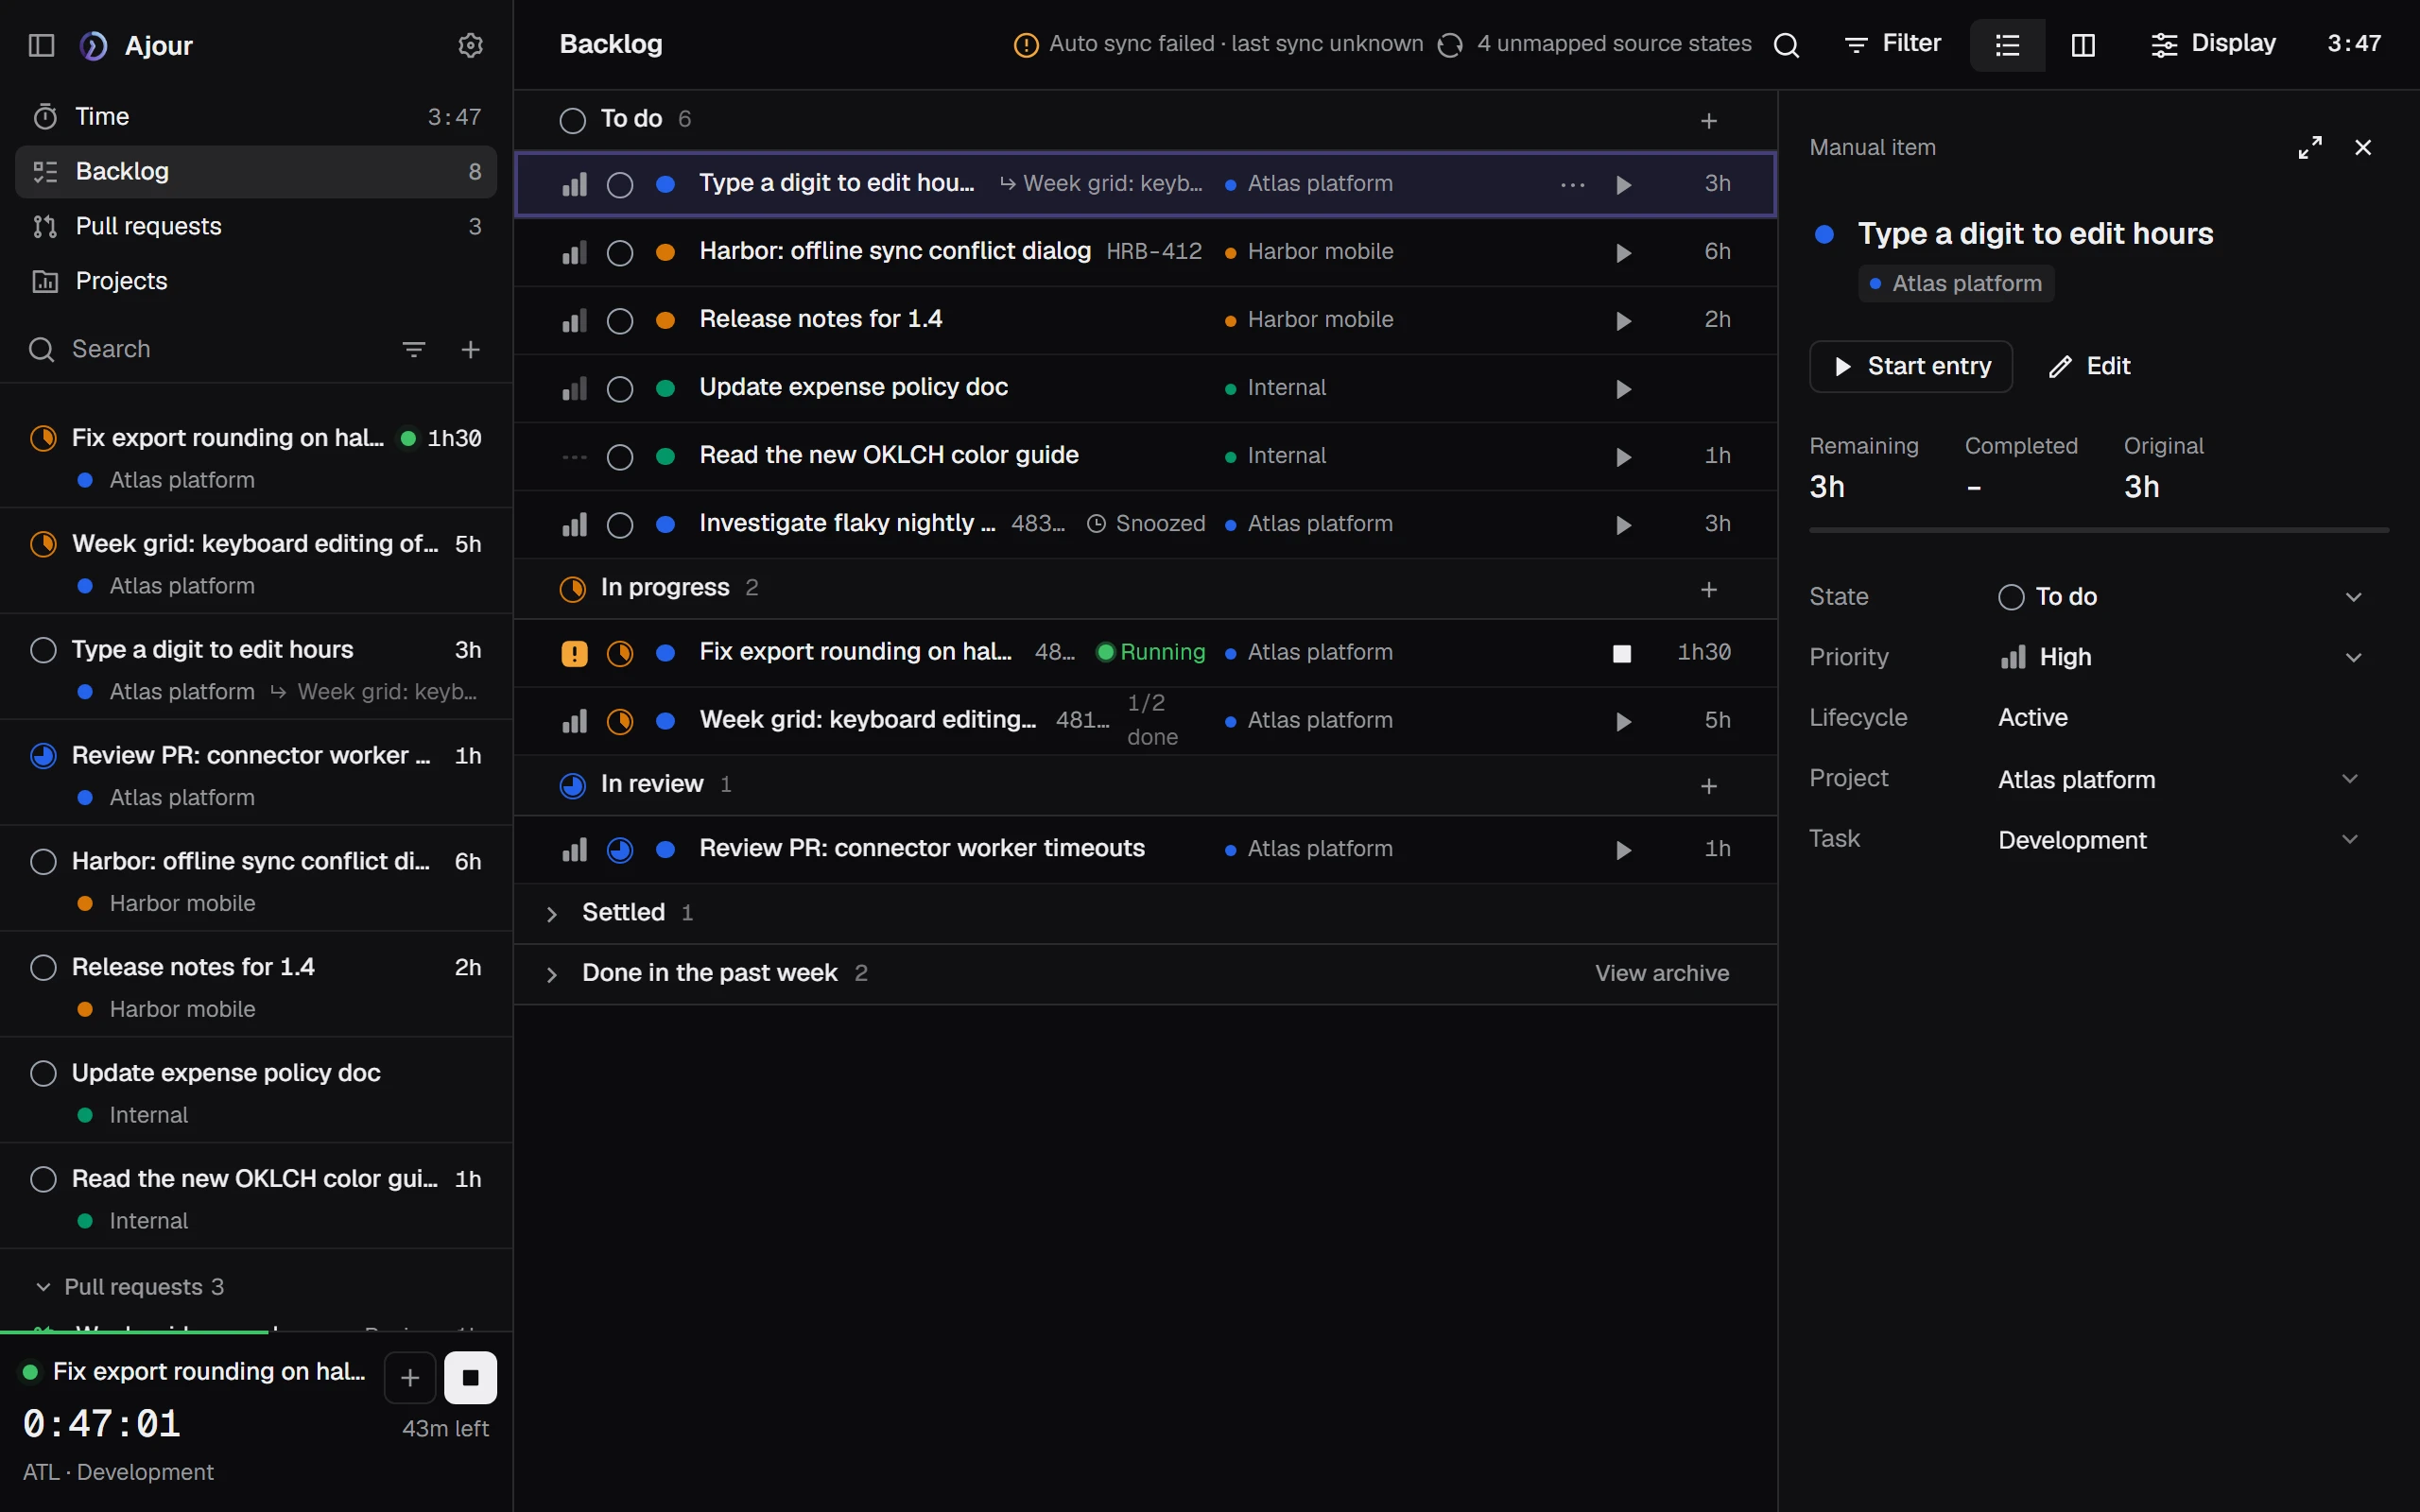 Ajour
Time 3:47
Backlog 8
Pull requests 3
Projects
Search
Fix export rounding on hal... 1h30
Atlas platform
Week grid: keyboard editing of... 5h
Atlas platform
Type a digit to edit hours 3h
Atlas platform Week grid: keyb...
Review PR: connector worker ... 1h
Atlas platform
Harbor: offline sync conflict di... 6h
Harbor mobile
Release notes for 1.4 2h
Harbor mobile
Update expense policy doc
Internal
Read the new OKLCH color gui... 1h
Internal
Pull requests 3
Fix export rounding on hal...
0:47:01 43m left
ATL · Development
Backlog Auto sync failed · last sync unknown 4 unmapped source states Filter Display 3:47
To do 6
Type a digit to edit hou... Week grid: keyb... Atlas platform ... 3h
Harbor: offline sync conflict dialog HRB-412 Harbor mobile 6h
Release notes for 1.4 Harbor mobile 2h
Update expense policy doc Internal
Read the new OKLCH color guide Internal 1h
Investigate flaky nightly ... 483... Snoozed Atlas platform 3h
In progress 2
Fix export rounding on hal... 48... Running Atlas platform 1h30
Week grid: keyboard editing... 481... 1/2 done Atlas platform 5h
In review 1
Review PR: connector worker timeouts Atlas platform 1h
Settled 1
Done in the past week 2 View archive
Manual item
Type a digit to edit hours
Atlas platform
Start entry Edit
Remaining Completed Original
3h – 3h
State To do
Priority High
Lifecycle Active
Project Atlas platform
Task Development